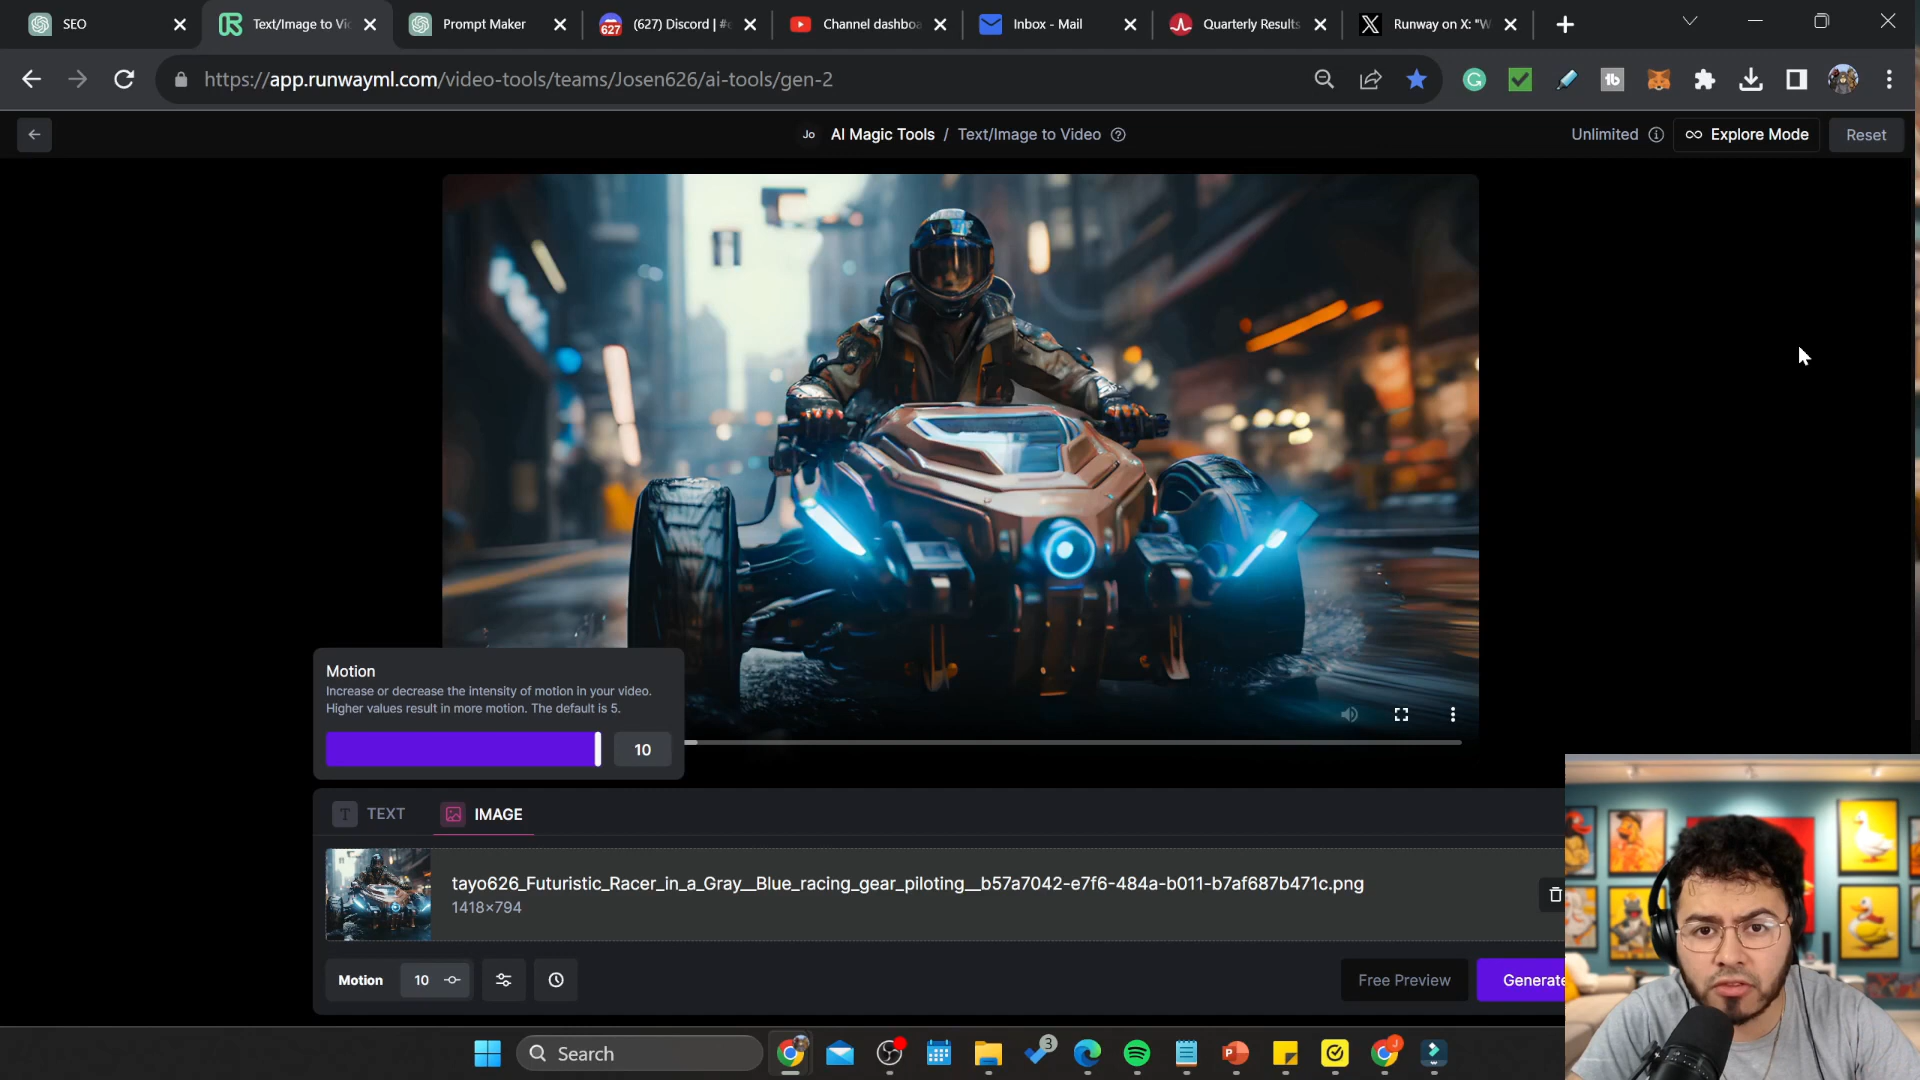 SEO
Text/Image to Vi
Prompt Maker
(627) Discord | #
Channel dashbo
Inbox - Mail
Quarterly Results
Runway on X: "W
627
https://app.runwayml.com/video-tools/teams/Josen626/ai-tools/gen-2
Jo AI Magic Tools / Text/Image to Video
Unlimited
Explore Mode
Reset
Motion
Increase or decrease the intensity of motion in your video.
Higher values result in more motion. The default is 5.
10
TEXT
IMAGE
tayo626_Futuristic_Racer_in_a_Gray__Blue_racing_gear_piloting__b57a7042-e7f6-484a-b011-b7af687b471c.png
1418×794
Motion 10
Free Preview
Generate
Search
3